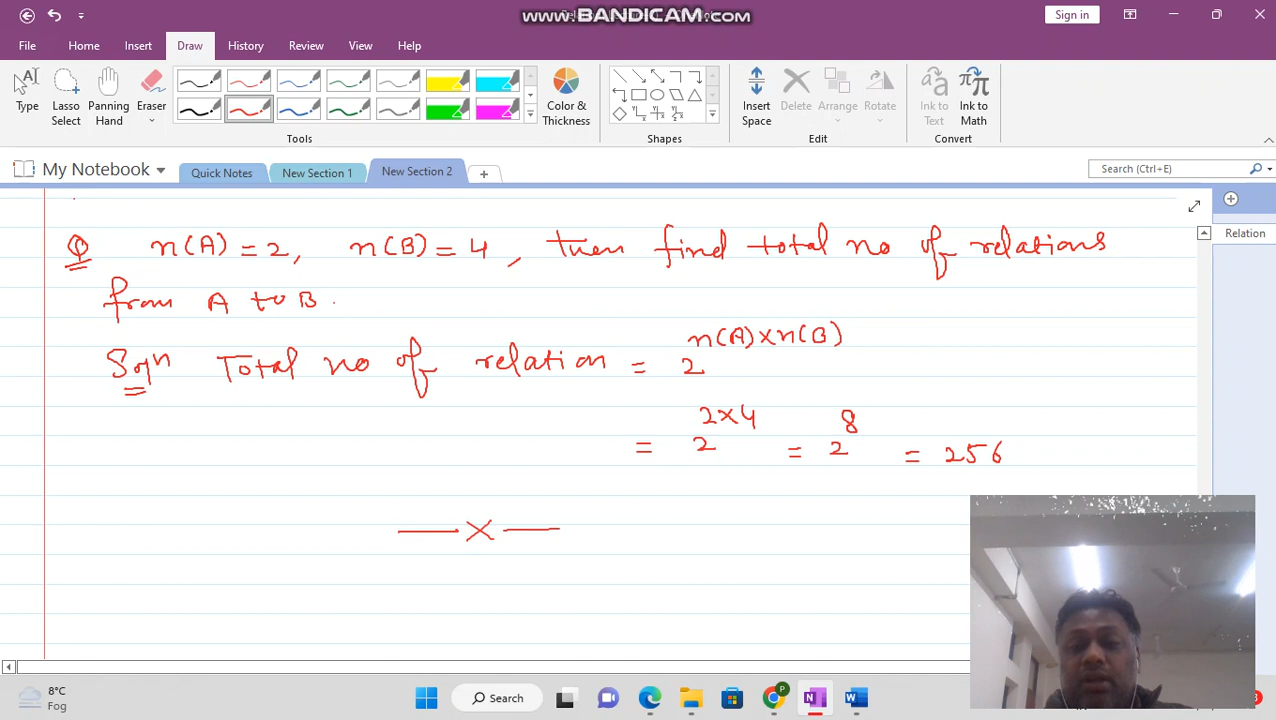 www.BANDICAM.com
Sign in
File Home Insert Draw History Review View Help
Type Lasso Select Panning Hand Eraser Color & Thickness Insert Space Delete Arrange Rotate Ink to Text Ink to Math
Tools Shapes Edit Convert
My Notebook Quick Notes New Section 1 New Section 2 Search (Ctrl+E)
Relation
Q n(A) = 2, n(B) = 4, then find total no of relations
from A to B.
Soln Total no of relation = 2^n(A)×n(B)
= 2^2×4 = 2^8 = 256
—×—
8°C
Fog
Search